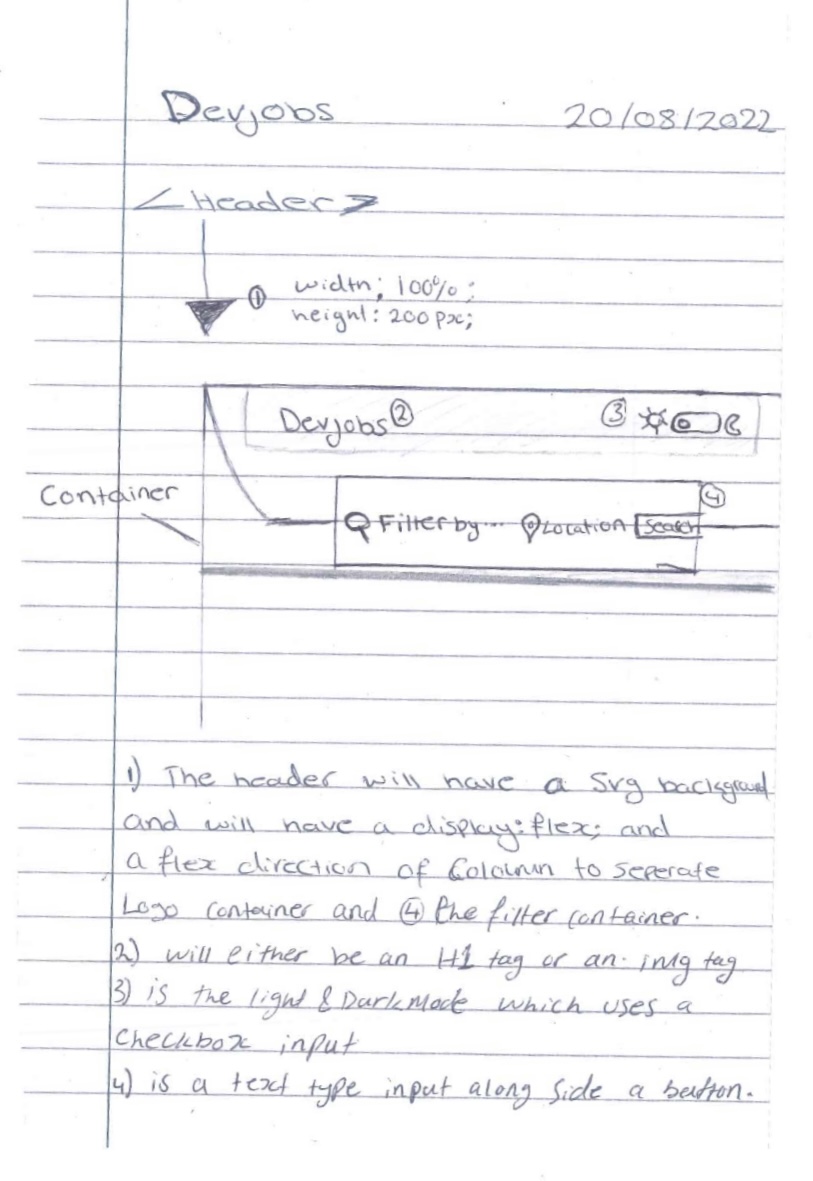 Devjobs 20/08/2022
<Header>
① width; 100%;
height: 200px;
Devjobs ② ③
Container
④
Filter by... Location Search
1) The header will have a Svg background
and will have a display: flex; and
a flex direction of Coloumn to seperate
Logo container and ④ the filter container.
2) will either be an H1 tag or an img tag
3) is the light & Dark Mode which uses a
Checkbox input
4) is a text type input along side a button.